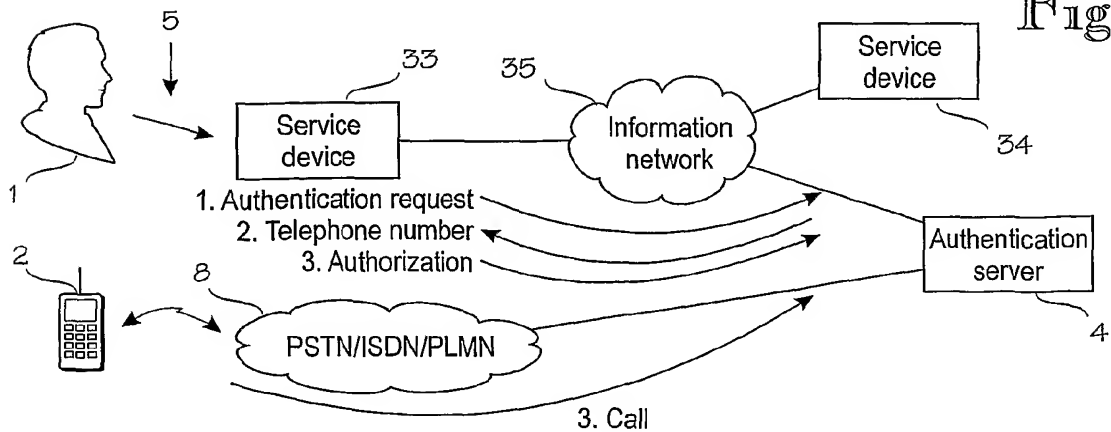 Fig
5
33
35
Service
device
34
Service
device
Information
network
1
1. Authentication request
2. Telephone number
3. Authorization
Authentication
server
4
2
8
PSTN/ISDN/PLMN
3. Call